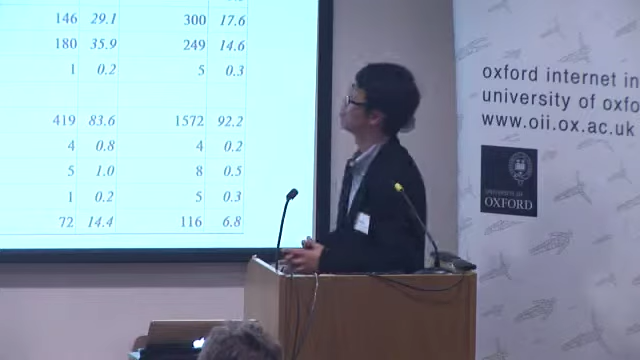 146 29.1 300 17.6
180 35.9 249 14.6
1 0.2 5 0.3
419 83.6 1572 92.2
4 0.8 4 0.2
5 1.0 8 0.5
1 0.2 5 0.3
72 14.4 116 6.8
oxford internet in
university of oxfo
www.oii.ox.ac.uk
UNIVERSITY OF
OXFORD